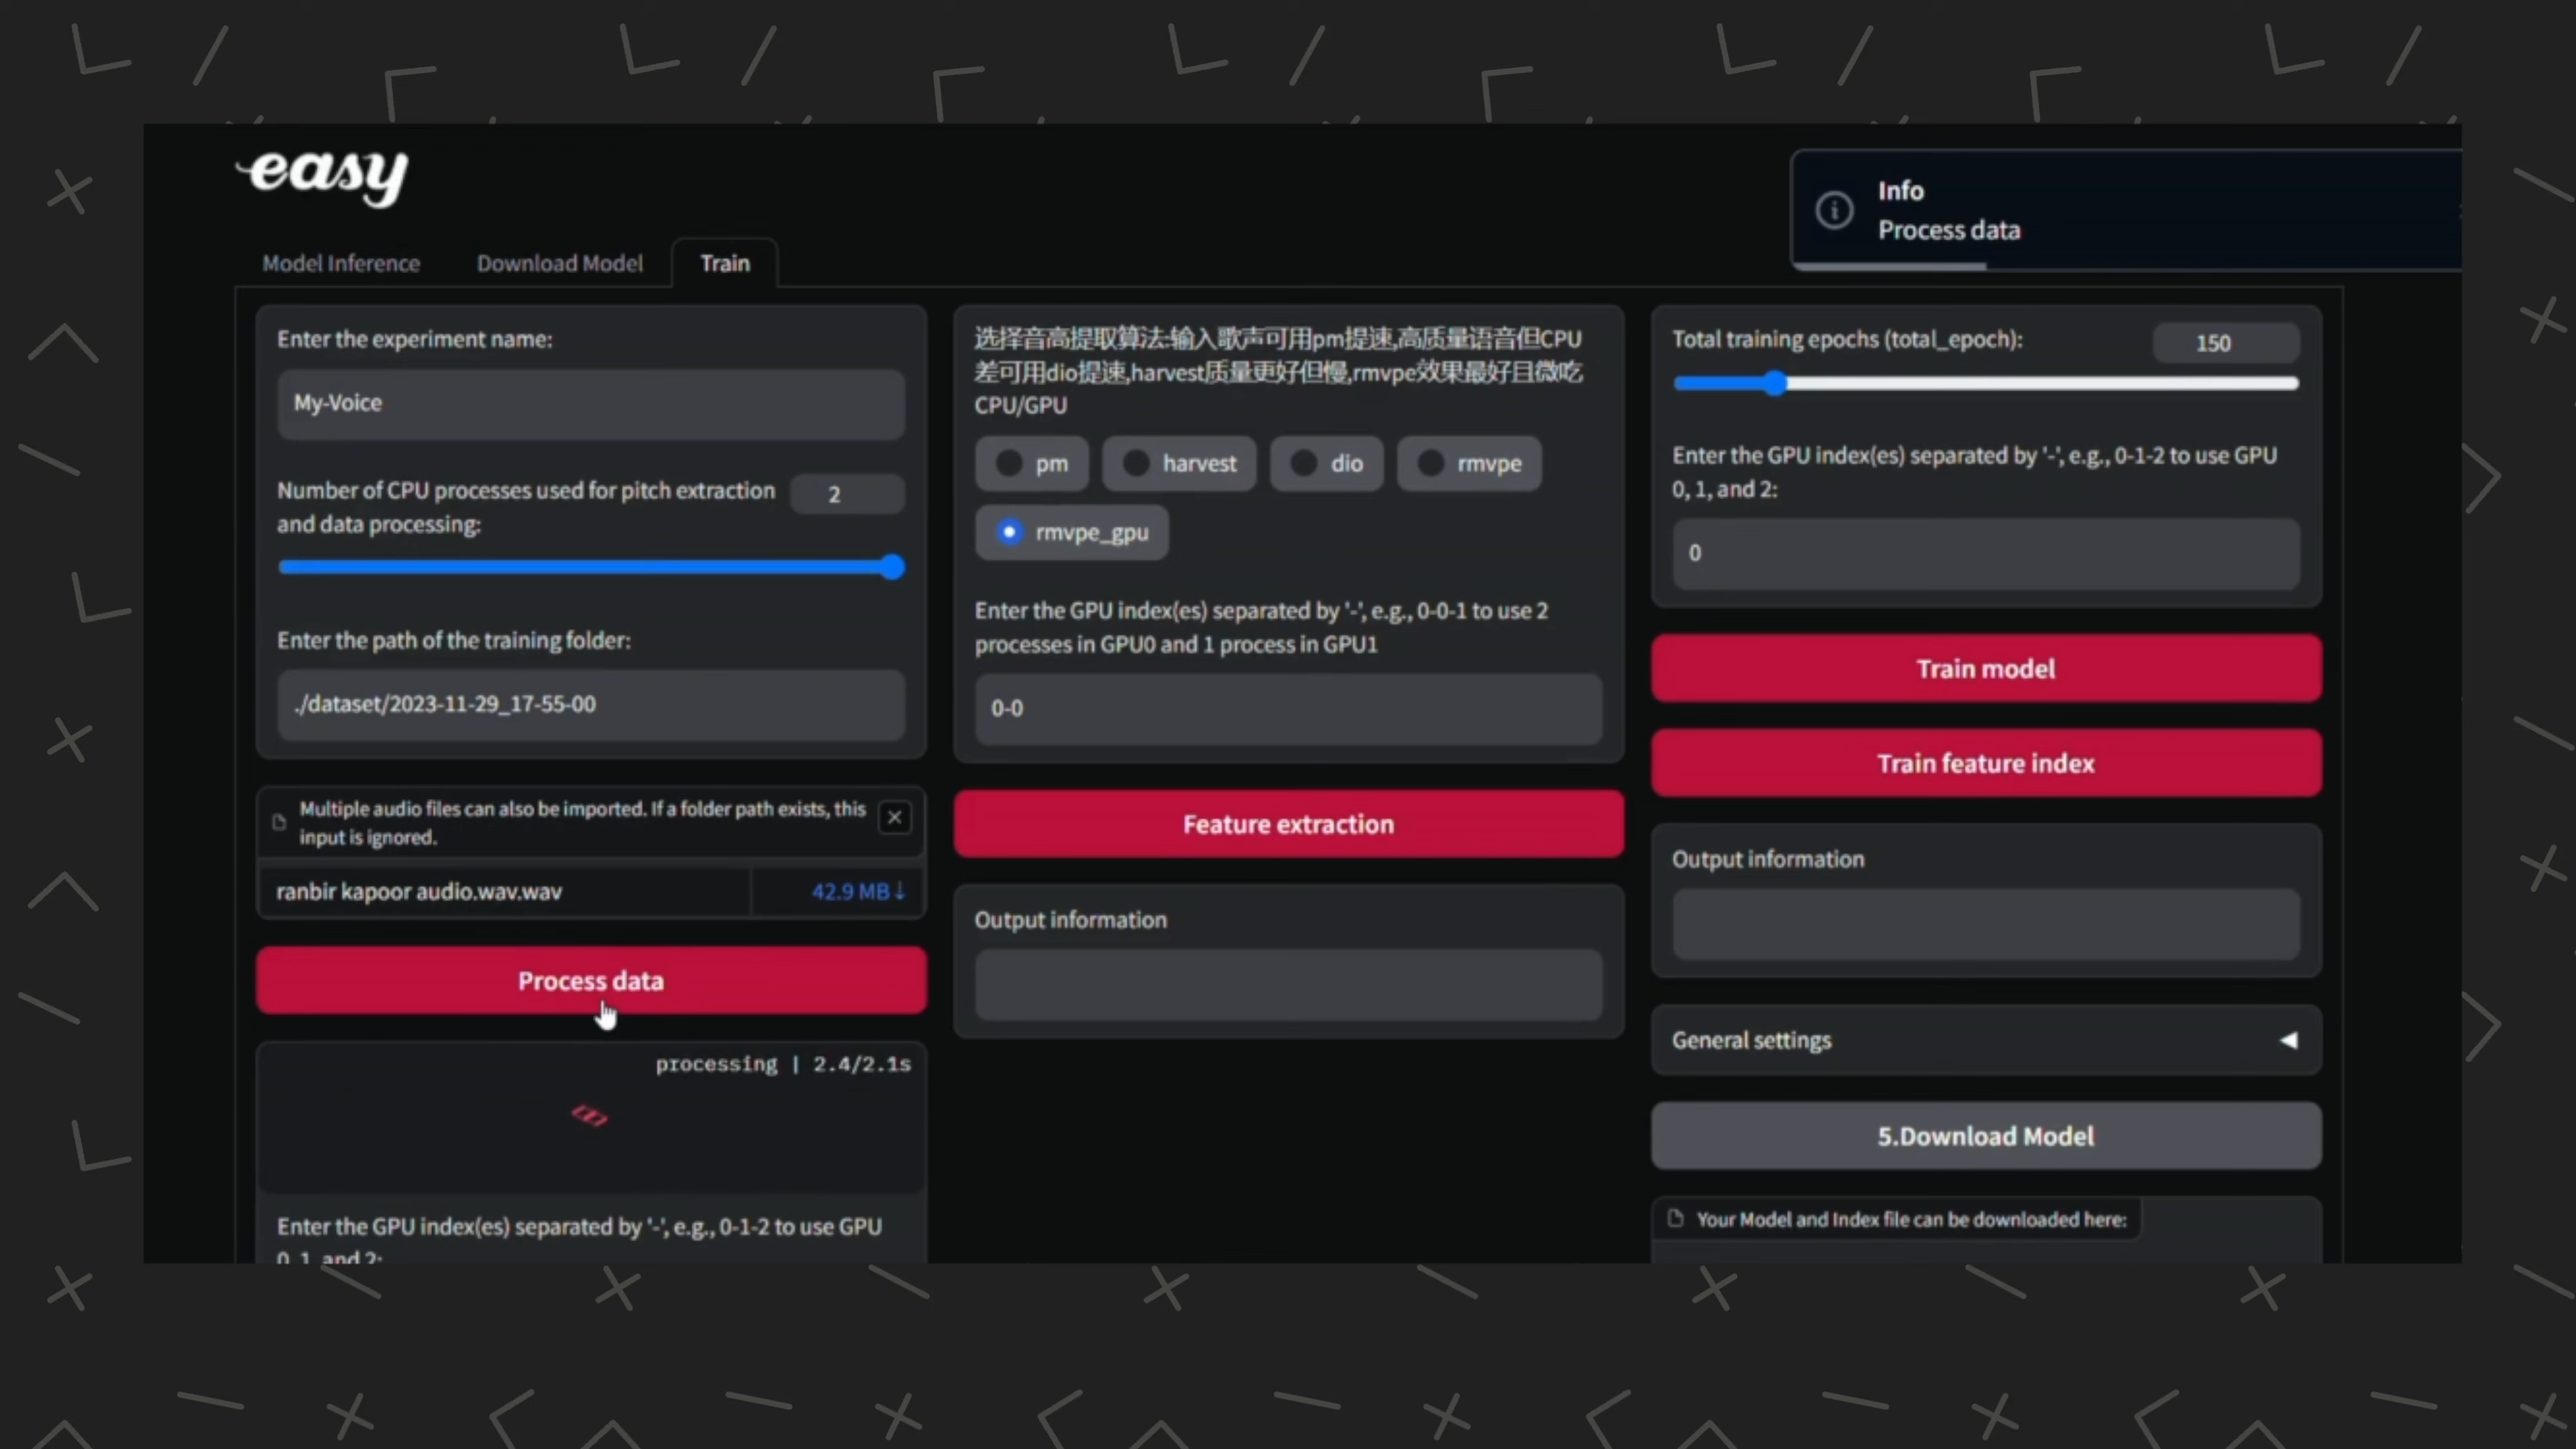 easy
Info
Process data
Model Inference
Download Model
Train
Enter the experiment name:
My-Voice
Number of CPU processes used for pitch extraction
and data processing:
2
Enter the path of the training folder:
./dataset/2023-11-29_17-55-00
Multiple audio files can also be imported. If a folder path exists, this
input is ignored.
ranbir kapoor audio.wav.wav
42.9 MB↓
Process data
processing | 2.4/2.1s
Enter the GPU index(es) separated by '-', e.g., 0-1-2 to use GPU
0, 1, and 2:
选择音高提取算法:输入歌声可用pm提速,高质量语音但CPU
差可用dio提速,harvest质量更好但慢,rmvpe效果最好且微吃
CPU/GPU
pm
harvest
dio
rmvpe
rmvpe_gpu
Enter the GPU index(es) separated by '-', e.g., 0-0-1 to use 2
processes in GPU0 and 1 process in GPU1
0-0
Feature extraction
Output information
Total training epochs (total_epoch):
150
Enter the GPU index(es) separated by '-', e.g., 0-1-2 to use GPU
0, 1, and 2:
0
Train model
Train feature index
Output information
General settings
5.Download Model
Your Model and Index file can be downloaded here: